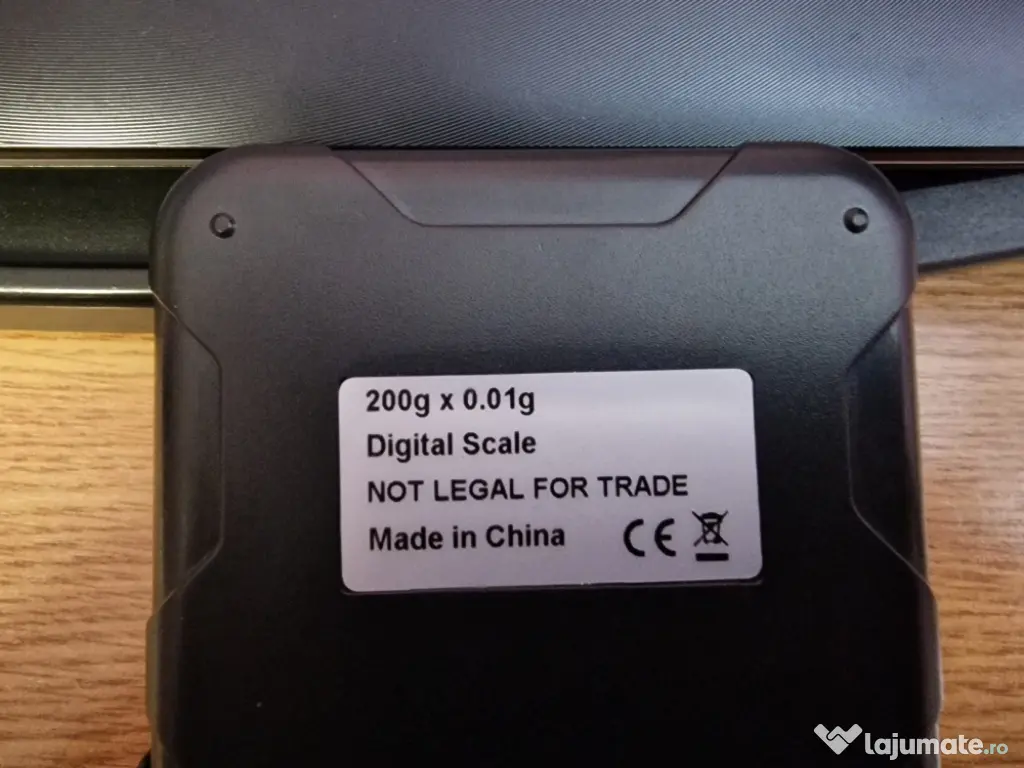 200g x 0.01g
Digital Scale
NOT LEGAL FOR TRADE
Made in China CE
lajumate.ro